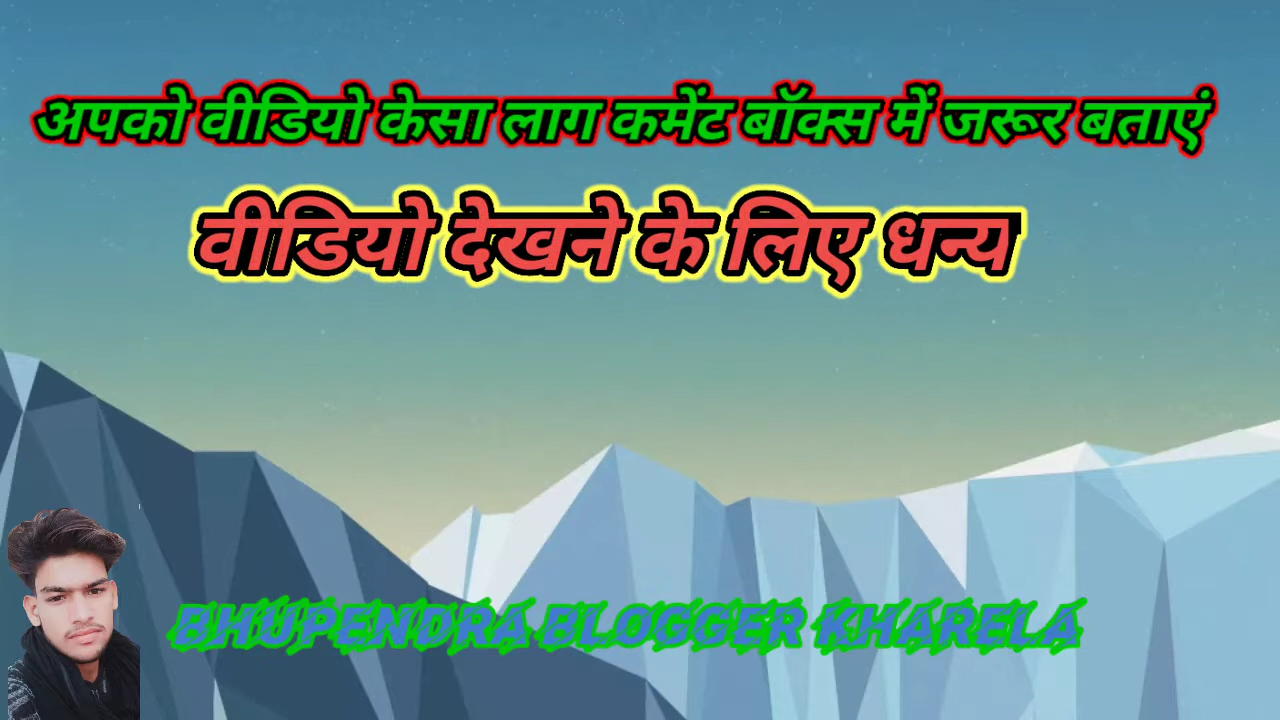 अपको वीडियो केसा लाग कमेंट बॉक्स में जरूर बताएं
वीडियो देखने के लिए धन्य
BHUPENDRA BLOGGER KHARELA